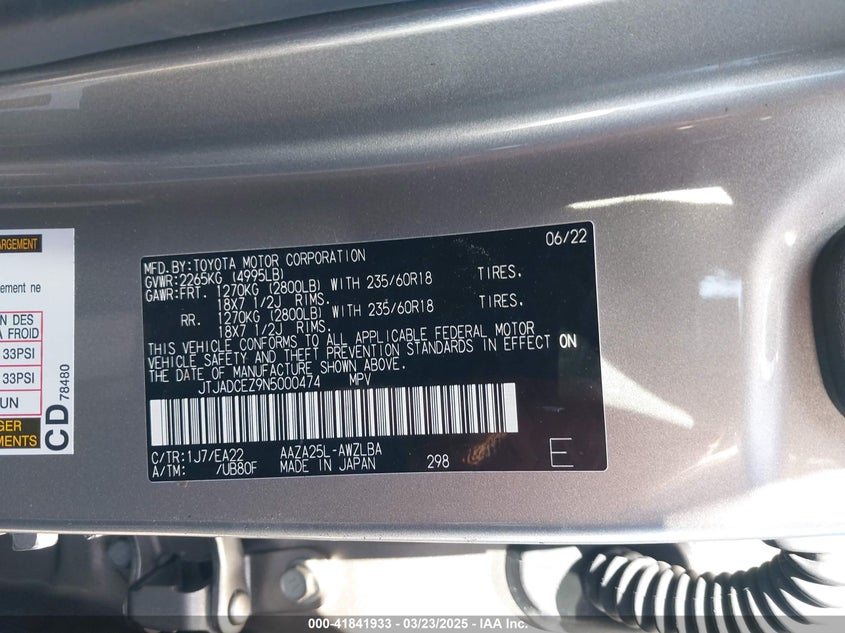 ARGEMENT
ement ne
N DES
A FROID
33PSI
33PSI
UN
GER
EMENTS
CD
78480
06/22
MFD.BY:TOYOTA MOTOR CORPORATION
GVWR:2265KG (4995LB)
GAWR:FRT. 1270KG (2800LB) WITH 235/60R18 TIRES,
18X7 1/2J RIMS.
RR. 1270KG (2800LB) WITH 235/60R18 TIRES,
18X7 1/2J RIMS.
THIS VEHICLE CONFORMS TO ALL APPLICABLE FEDERAL MOTOR
VEHICLE SAFETY AND THEFT PREVENTION STANDARDS IN EFFECT ON
THE DATE OF MANUFACTURE SHOWN ABOVE.
JTJADCEZ9N5000474 MPV
C/TR:1J7/EA22 AAZA25L-AWZLBA
A/TM: /UB80F MADE IN JAPAN 298 E
000-41841933 — 03/23/2025 — IAA Inc.